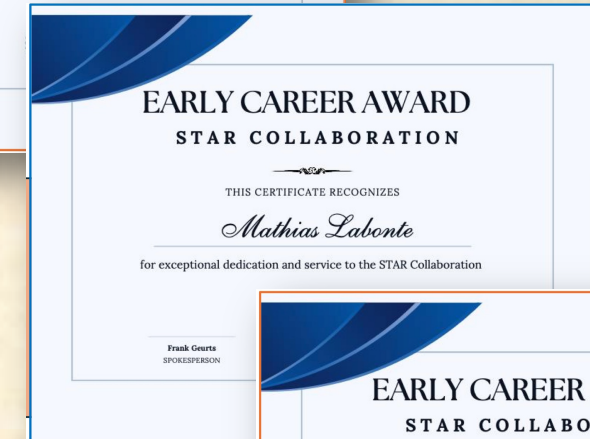 EARLY CAREER AWARD
STAR COLLABORATION
THIS CERTIFICATE RECOGNIZES
Mathias Labonte
for exceptional dedication and service to the STAR Collaboration
Frank Geurts
SPOKESPERSON
EARLY CAREER
STAR COLLABO